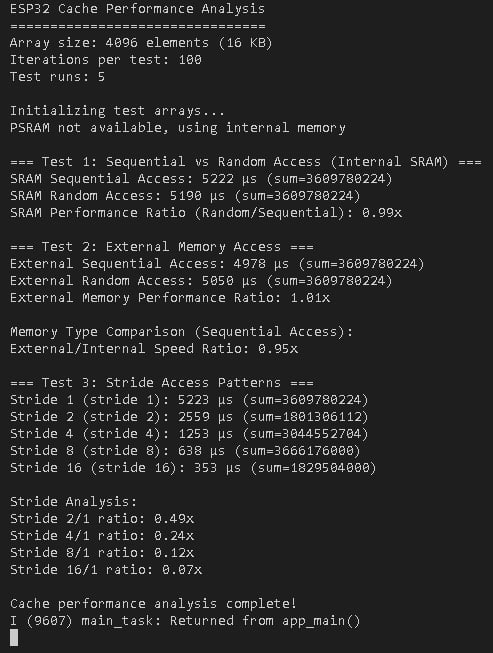 ESP32 Cache Performance Analysis
================================
Array size: 4096 elements (16 KB)
Iterations per test: 100
Test runs: 5
Initializing test arrays...
PSRAM not available, using internal memory
=== Test 1: Sequential vs Random Access (Internal SRAM) ===
SRAM Sequential Access: 5222 µs (sum=3609780224)
SRAM Random Access: 5190 µs (sum=3609780224)
SRAM Performance Ratio (Random/Sequential): 0.99x
=== Test 2: External Memory Access ===
External Sequential Access: 4978 µs (sum=3609780224)
External Random Access: 5050 µs (sum=3609780224)
External Memory Performance Ratio: 1.01x
Memory Type Comparison (Sequential Access):
External/Internal Speed Ratio: 0.95x
=== Test 3: Stride Access Patterns ===
Stride 1 (stride 1): 5223 µs (sum=3609780224)
Stride 2 (stride 2): 2559 µs (sum=1801306112)
Stride 4 (stride 4): 1253 µs (sum=3044552704)
Stride 8 (stride 8): 638 µs (sum=3666176000)
Stride 16 (stride 16): 353 µs (sum=1829504000)
Stride Analysis:
Stride 2/1 ratio: 0.49x
Stride 4/1 ratio: 0.24x
Stride 8/1 ratio: 0.12x
Stride 16/1 ratio: 0.07x
Cache performance analysis complete!
I (9607) main_task: Returned from app_main()